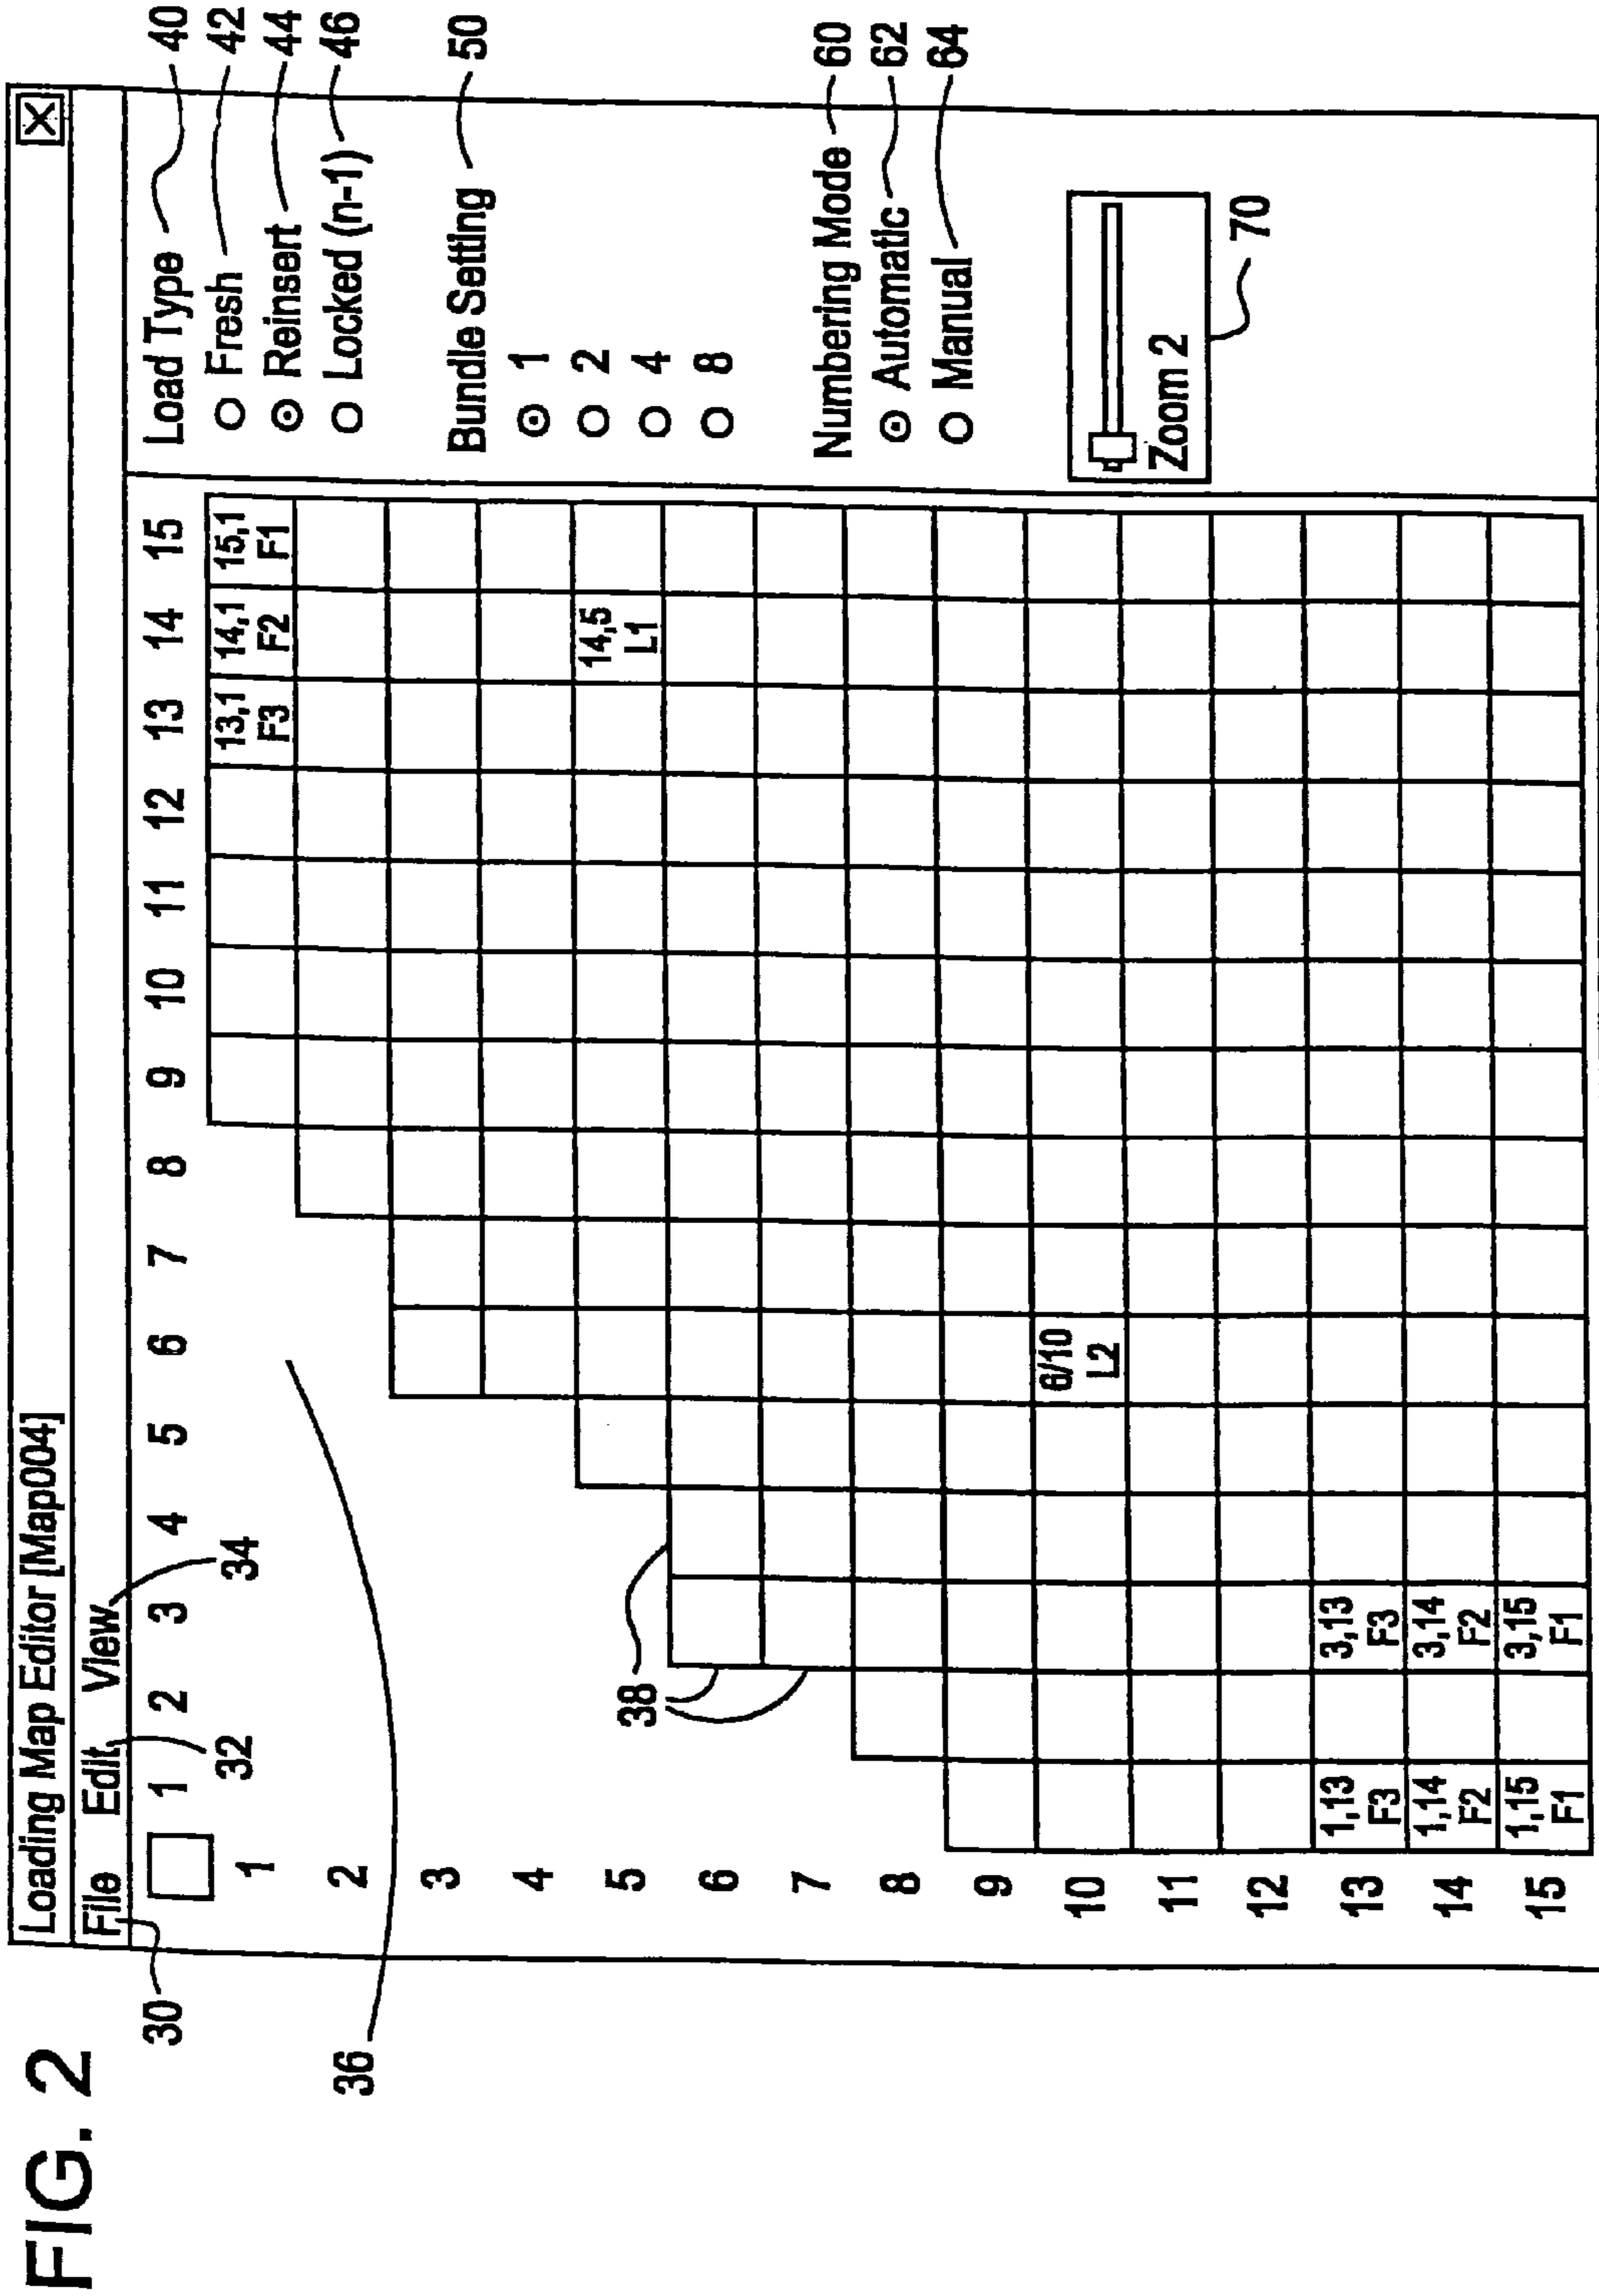 FIG. 2
Loading Map Editor [Map004]
File Edit View
30
32
34
36
38
1 2 3 4 5 6 7 8 9 10 11 12 13 14 15
1
2
3
4
5
6
7
8
9
10
11
12
13
14
15
13,1 14,1 15,1
F3 F2 F1
14,5
L1
6/10
L2
1,13 3,13
F3 F3
1,14 3,14
F2 F2
1,15 3,15
F1 F1
Load Type 40
Fresh 42
Reinsert 44
Locked (n-1) 46
Bundle Setting 50
1
2
4
8
Numbering Mode 60
Automatic 62
Manual 64
Zoom 2
70